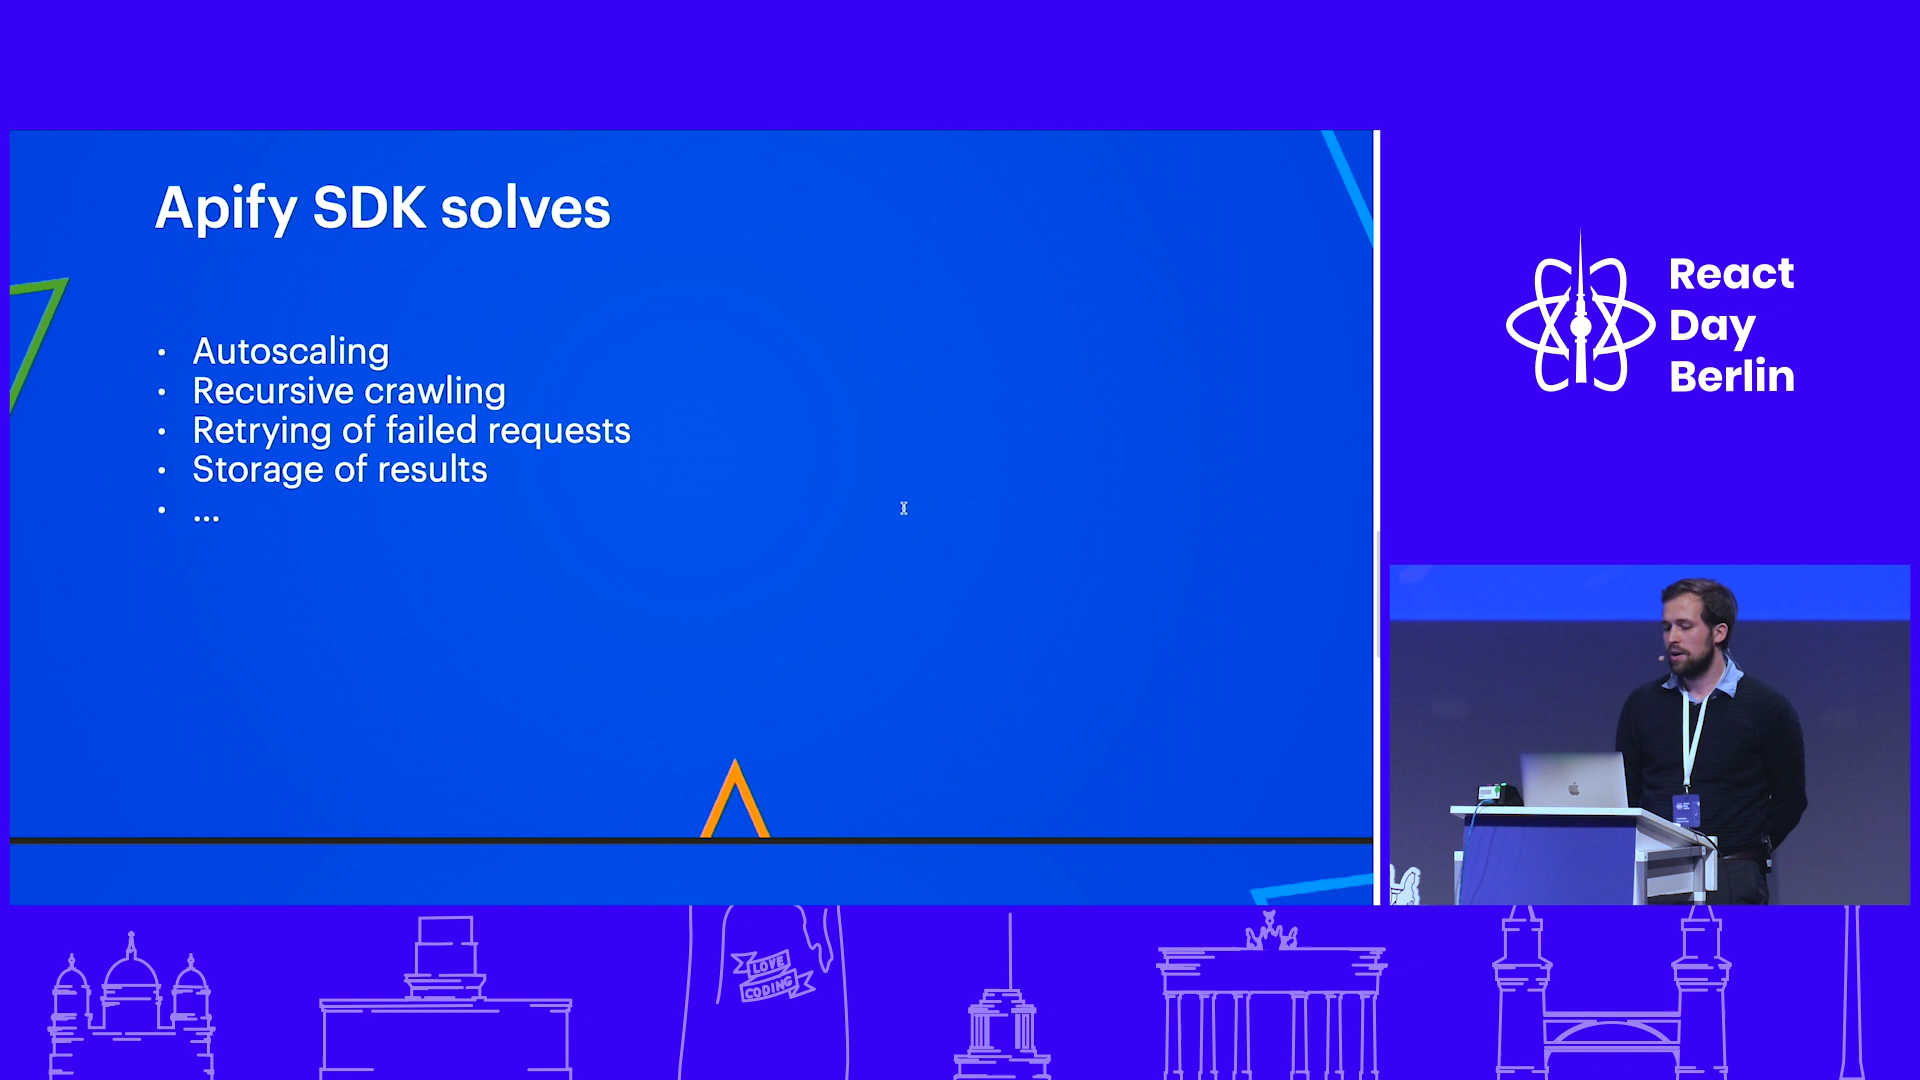 Apify SDK solves
• Autoscaling
• Recursive crawling
• Retrying of failed requests
• Storage of results
• ...
React
Day
Berlin
LOVE
CODING